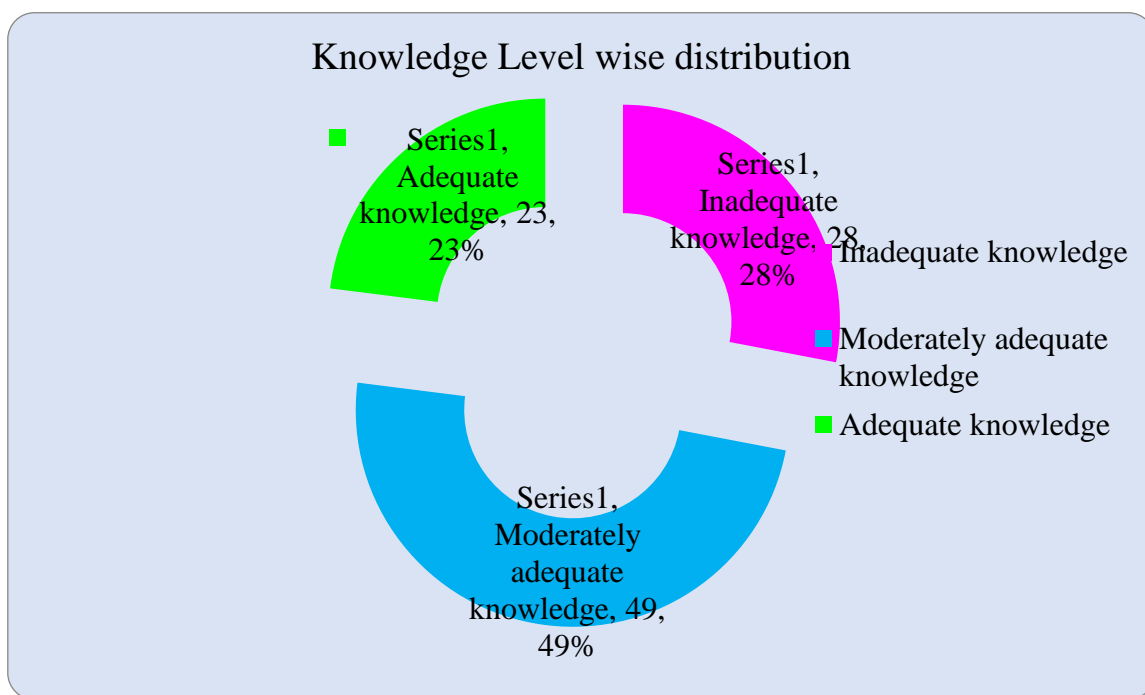 Knowledge Level wise distribution
Series1,
Adequate
knowledge, 23,
23%
Series1,
Inadequate
knowledge, 28,
28%
Series1,
Moderately
adequate
knowledge, 49,
49%
Inadequate knowledge
Moderately adequate
knowledge
Adequate knowledge